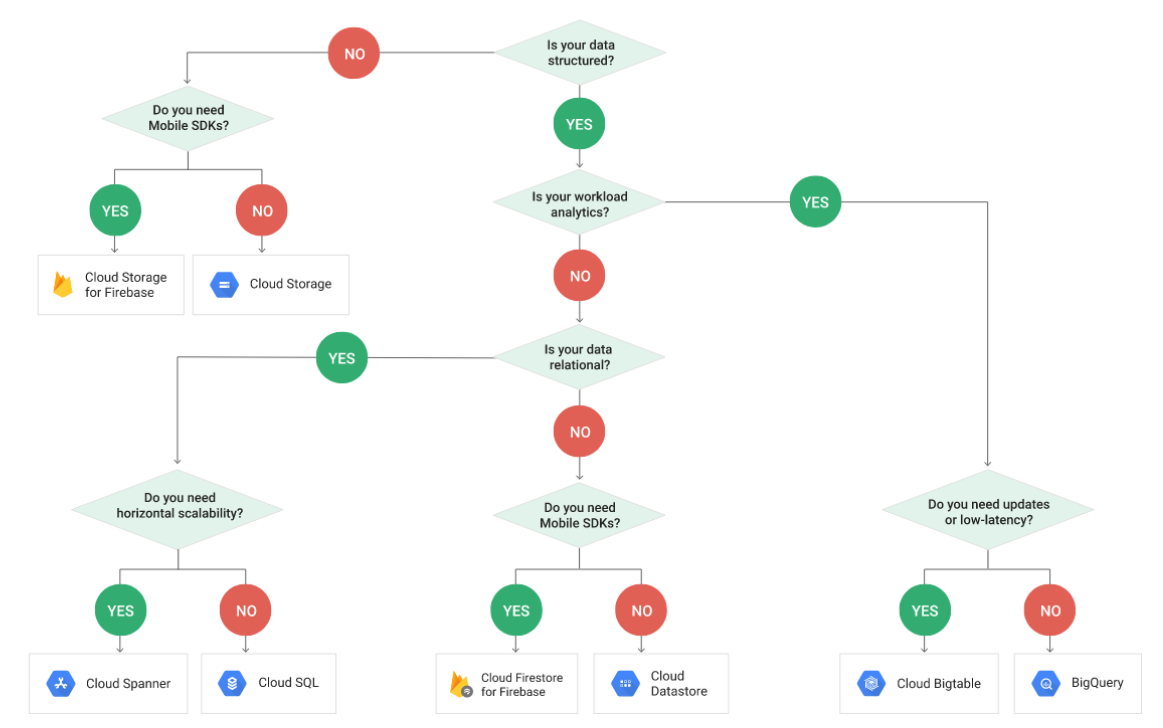 Is your data
structured?
NO
Do you need
Mobile SDKs?
YES
YES
NO
Is your workload
analytics?
YES
Cloud Storage
for Firebase
Cloud Storage
NO
Is your data
relational?
YES
NO
Do you need
horizontal scalability?
Do you need
Mobile SDKs?
Do you need updates
or low-latency?
YES
NO
YES
NO
YES
NO
Cloud Spanner
Cloud SQL
Cloud Firestore
for Firebase
Cloud
Datastore
Cloud Bigtable
BigQuery